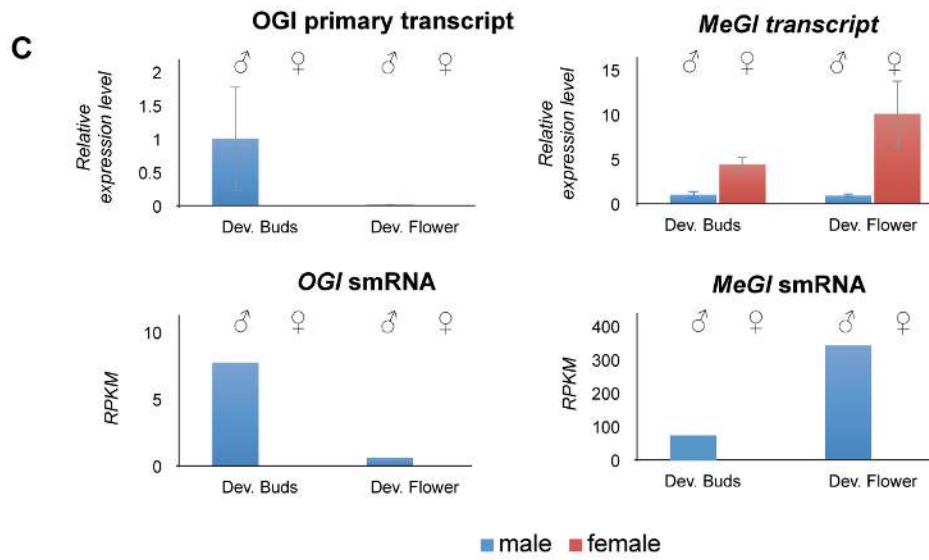 C
OGI primary transcript
♂ ♀ ♂ ♀
Relative
expression level
2
1.5
1
0.5
0
Dev. Buds Dev. Flower
MeGI transcript
♂ ♀ ♂ ♀
Relative
expression level
15
10
5
0
Dev. Buds Dev. Flower
OGI smRNA
♂ ♀ ♂ ♀
RPKM
10
5
0
Dev. Buds Dev. Flower
MeGI smRNA
♂ ♀ ♂ ♀
RPKM
400
300
200
100
0
Dev. Buds Dev. Flower
male female